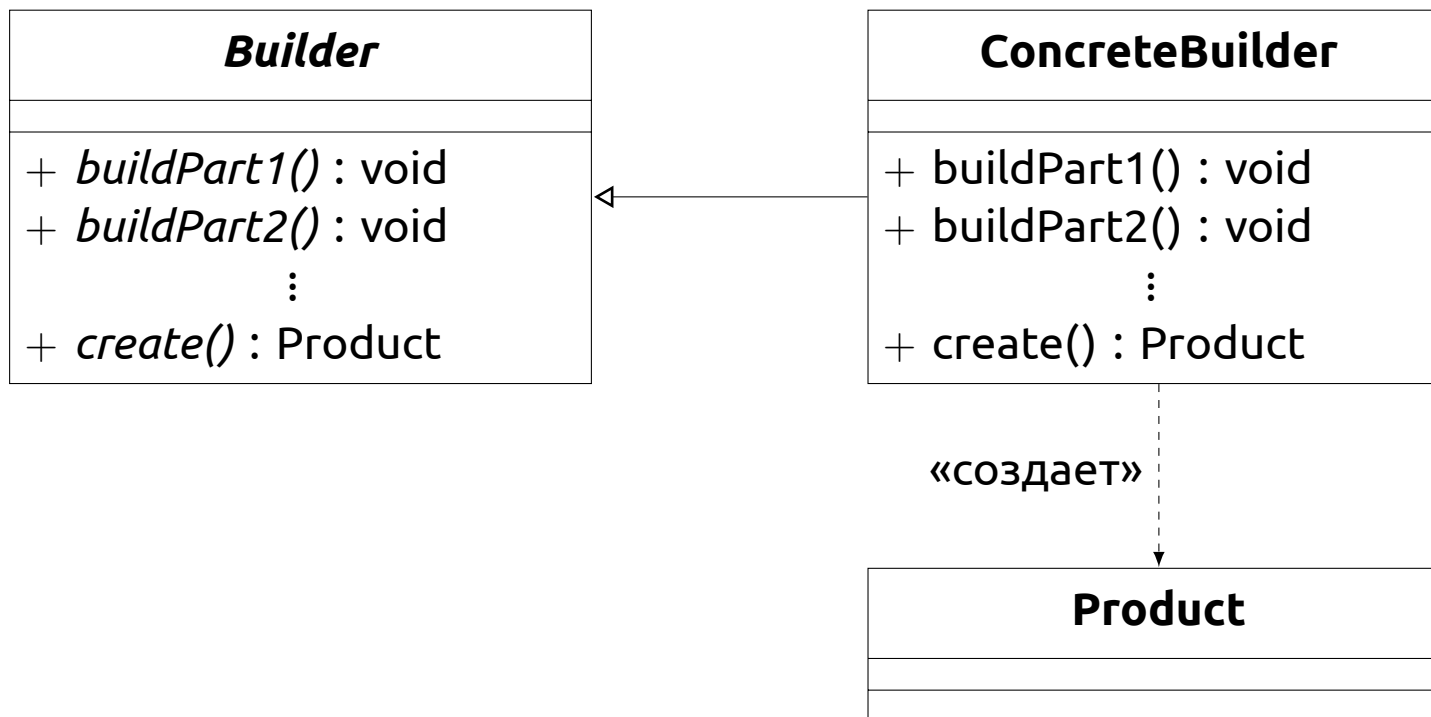 Builder
+ buildPart1() : void
+ buildPart2() : void
⋮
+ create() : Product
ConcreteBuilder
+ buildPart1() : void
+ buildPart2() : void
⋮
+ create() : Product
«создает»
Product